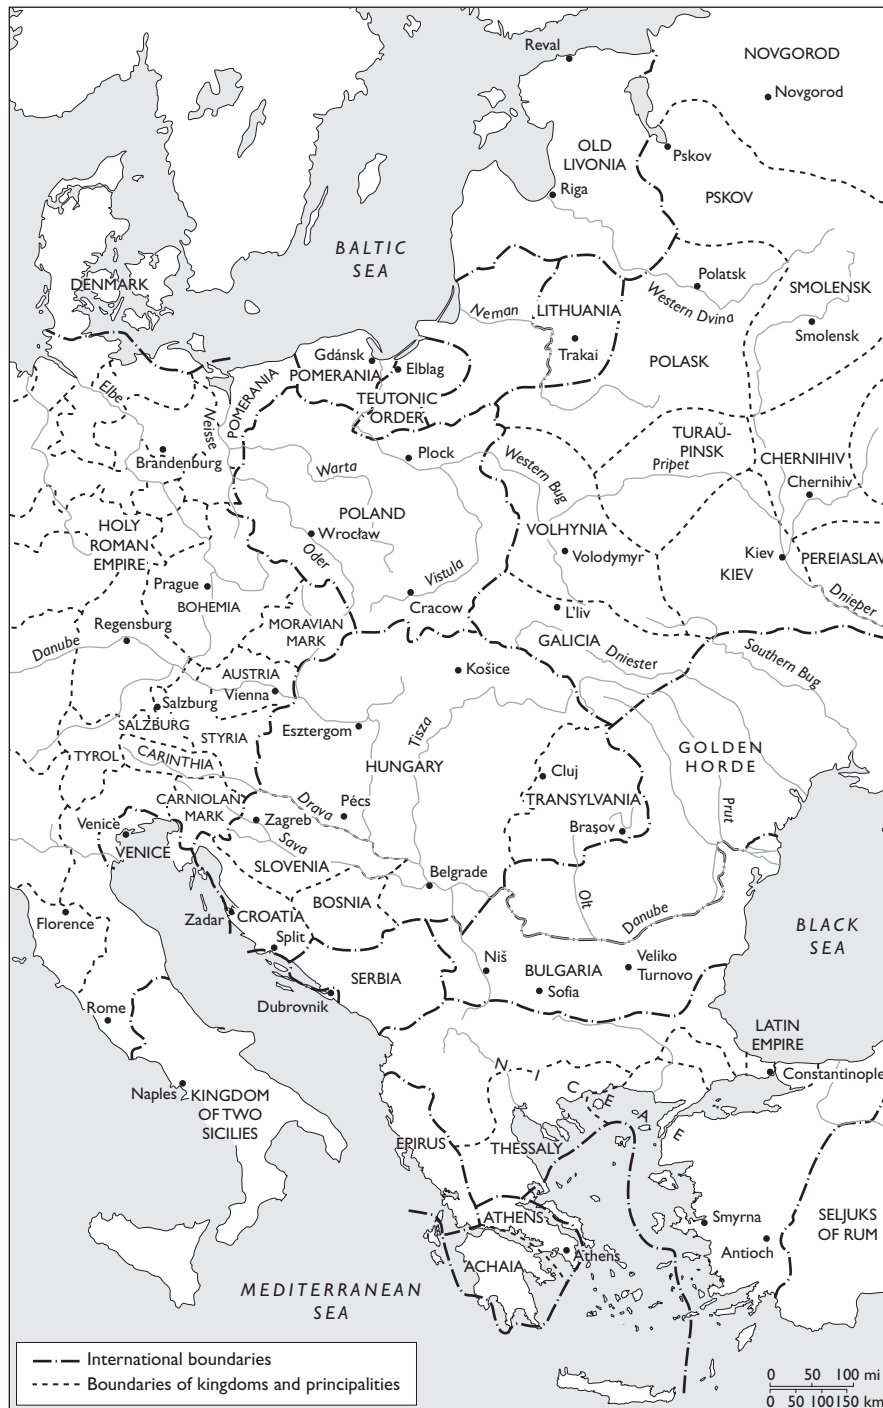 Reval
NOVGOROD
Novgorod
OLD
LIVONIA
Pskov
Riga
PSKOV
BALTIC
SEA
DENMARK
Polatsk
SMOLENSK
Neman
LITHUANIA
Western Dvina
Smolensk
Trakai
Gdánsk
POMERANIA
Elblag
POLASK
Elbe
Neisse
POMERANIA
TEUTONIC
ORDER
TURAŬ-
PINSK
Brandenburg
Plock
Warta
Western Bug
Pripet
CHERNIHIV
Chernihiv
HOLY
ROMAN
EMPIRE
POLAND
Wrocław
Oder
VOLHYNIA
Volodymyr
Kiev
KIEV
PEREIASLAV
Prague
BOHEMIA
Vistula
Cracow
L'liv
Dnieper
Regensburg
MORAVIAN
MARK
Danube
GALICIA
Dniester
Southern Bug
AUSTRIA
Vienna
Košice
Salzburg
SALZBURG
STYRIA
Esztergom
Tisza
TYROL
CARINTHIA
HUNGARY
GOLDEN
HORDE
Cluj
CARNIOLAN
MARK
Drava
Pécs
TRANSYLVANIA
Prut
Venice
VENICE
Zagreb
Sava
Braşov
SLOVENIA
Belgrade
BOSNIA
Olt
Danube
Florence
Zadar
CROATIA
Split
BLACK
SEA
SERBIA
Niš
BULGARIA
Veliko
Turnovo
Sofia
Dubrovnik
Rome
LATIN
EMPIRE
Constantinople
NICEAE
Naples
KINGDOM
OF TWO
SICILIES
EPIRUS
THESSALY
ATHENS
Smyrna
SELJUKS
OF RUM
Antioch
Athens
ACHAIA
MEDITERRANEAN
SEA
International boundaries
Boundaries of kingdoms and principalities
0 50 100 mi
0 50 100 150 km